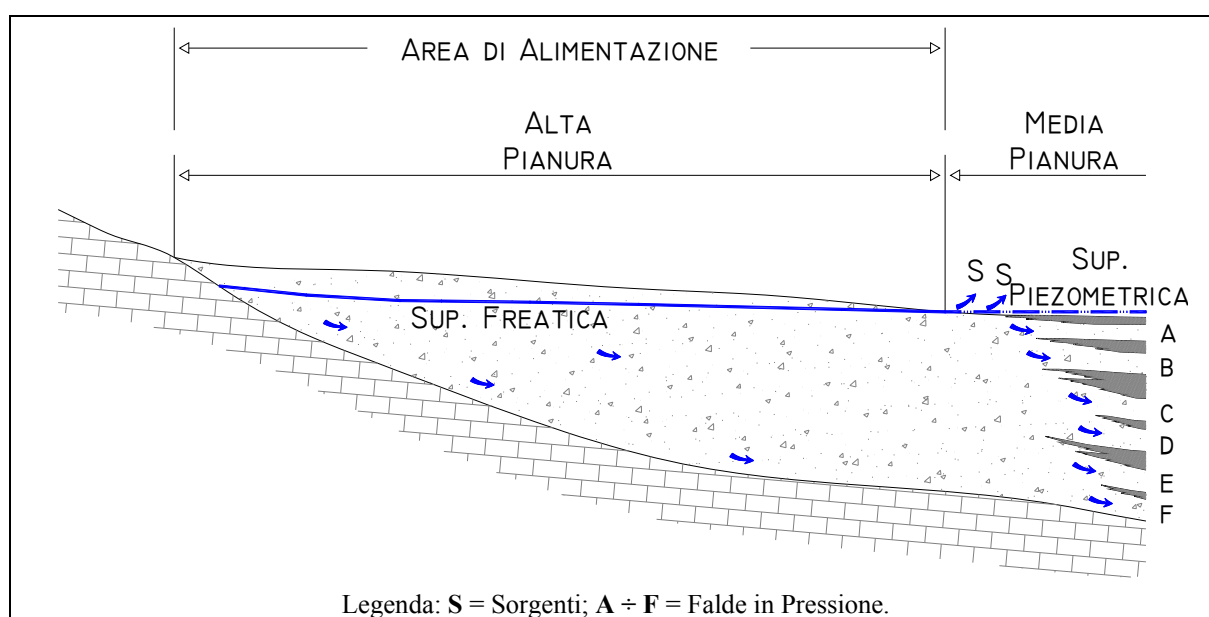 AREA DI ALIMENTAZIONE
ALTA
PIANURA
MEDIA
PIANURA
S S
SUP.
PIEZOMETRICA
SUP. FREATICA
A
B
C
D
E
F
Legenda: S = Sorgenti; A ÷ F = Falde in Pressione.